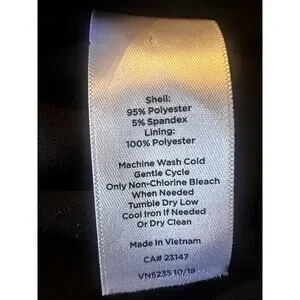 Shell:
95% Polyester
5% Spandex
Lining:
100% Polyester
Machine Wash Cold
Gentle Cycle
Only Non-Chlorine Bleach
When Needed
Tumble Dry Low
Cool Iron if Needed
Or Dry Clean
Made in Vietnam
CA# 23147
VN5235 10/18